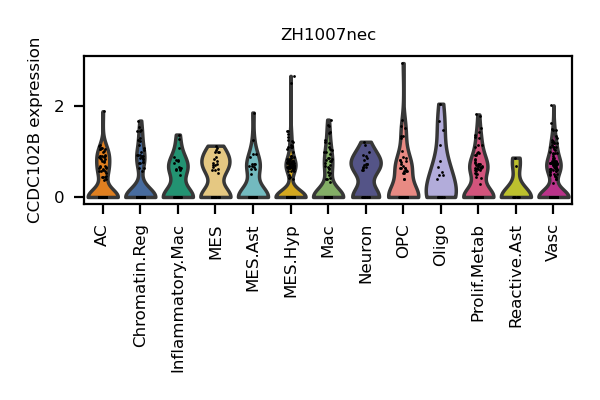 ZH1007nec
CCDC102B expression
2
0
AC
Chromatin.Reg
Inflammatory.Mac
MES
MES.Ast
MES.Hyp
Mac
Neuron
OPC
Oligo
Prolif.Metab
Reactive.Ast
Vasc